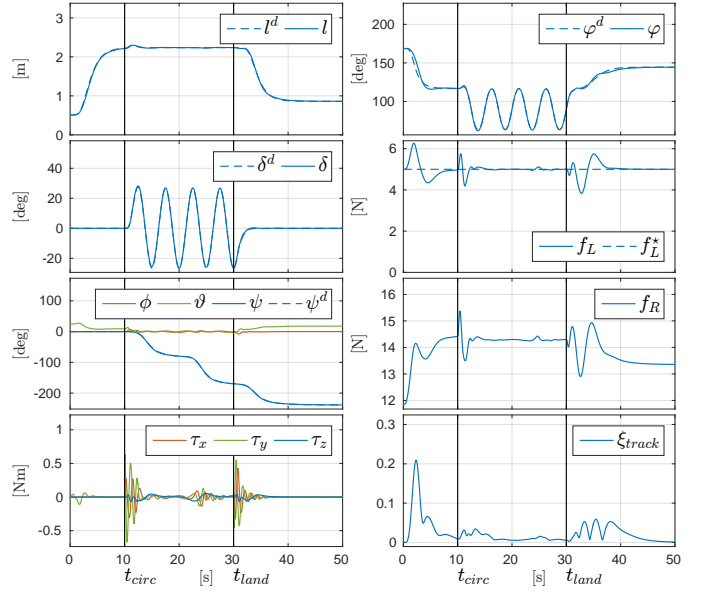 3
2
1
0
[m]
l^d l
200
150
100
[deg]
φ^d φ
40
20
0
-20
[deg]
δ^d δ
6
4
2
0
[N]
f_L f_L^⋆
100
0
-100
-200
[deg]
ϕ ϑ ψ ψ^d
16
15
14
13
12
[N]
f_R
1
0.5
0
-0.5
[Nm]
τ_x τ_y τ_z
0.3
0.2
0.1
0
ξ_track
0 10 20 30 40 50
t_circ [s] t_land
0 10 20 30 40 50
t_circ [s] t_land